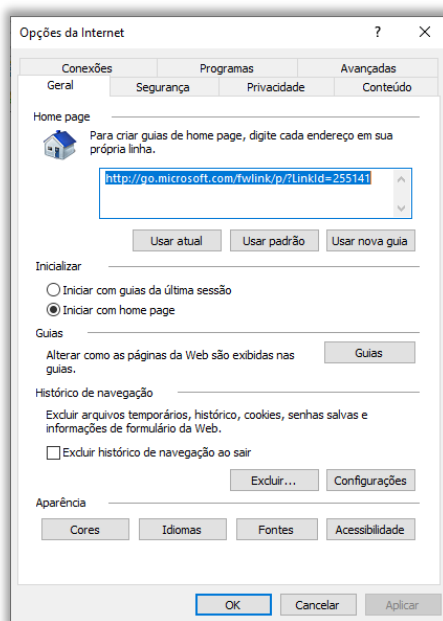 Opções da Internet
?
Conexões Programas Avançadas
Geral Segurança Privacidade Conteúdo
Home page
Para criar guias de home page, digite cada endereço em sua
própria linha.
http://go.microsoft.com/fwlink/p/?LinkId=255141
Usar atual Usar padrão Usar nova guia
Inicializar
Iniciar com guias da última sessão
Iniciar com home page
Guias
Alterar como as páginas da Web são exibidas nas
guias.
Guias
Histórico de navegação
Excluir arquivos temporários, histórico, cookies, senhas salvas e
informações de formulário da Web.
Excluir histórico de navegação ao sair
Excluir... Configurações
Aparência
Cores Idiomas Fontes Acessibilidade
OK Cancelar Aplicar